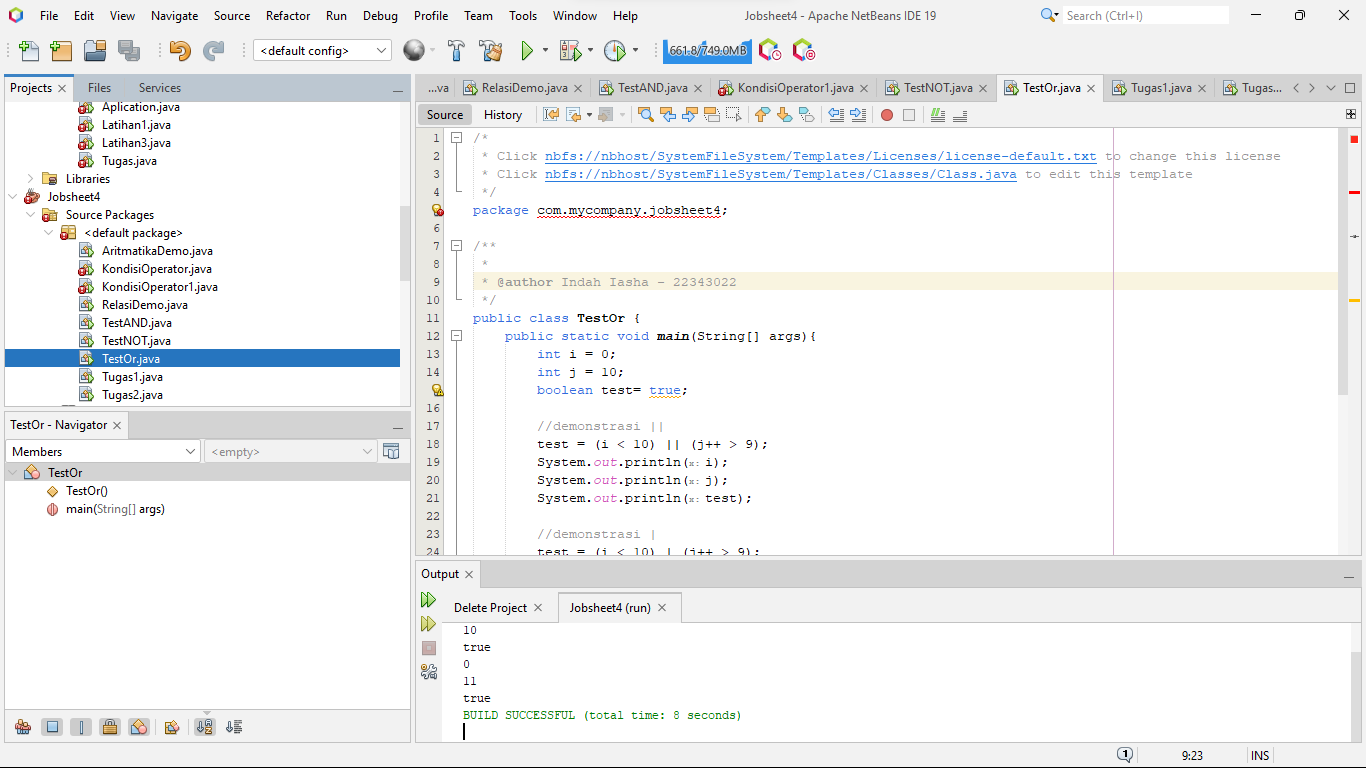 File Edit View Navigate Source Refactor Run Debug Profile Team Tools Window Help
Jobsheet4 - Apache NetBeans IDE 19
Search (Ctrl+I)
<default config>
661.8/749.0MB
Projects Files Services
Aplication.java
Latihan1.java
Latihan3.java
Tugas.java
Libraries
Jobsheet4
Source Packages
<default package>
AritmatikaDemo.java
KondisiOperator.java
KondisiOperator1.java
RelasiDemo.java
TestAND.java
TestNOT.java
TestOr.java
Tugas1.java
Tugas2.java
TestOr - Navigator
Members
<empty>
TestOr
TestOr()
main(String[] args)
...va RelasiDemo.java TestAND.java KondisiOperator1.java TestNOT.java TestOr.java Tugas1.java Tugas...
Source History
1 /*
2 * Click nbfs://nbhost/SystemFileSystem/Templates/Licenses/license-default.txt to change this license
3 * Click nbfs://nbhost/SystemFileSystem/Templates/Classes/Class.java to edit this template
4 */
package com.mycompany.jobsheet4;
6
7 /**
8 *
9 * @author Indah Iasha - 22343022
10 */
11 public class TestOr {
12 public static void main(String[] args){
13 int i = 0;
14 int j = 10;
boolean test= true;
16
17 //demonstrasi ||
18 test = (i < 10) || (j++ > 9);
19 System.out.println(x: i);
20 System.out.println(x: j);
21 System.out.println(x: test);
22
23 //demonstrasi |
24 test = (i < 10) | (j++ > 9);
Output
Delete Project Jobsheet4 (run)
10
true
0
11
true
BUILD SUCCESSFUL (total time: 8 seconds)
1
9:23
INS